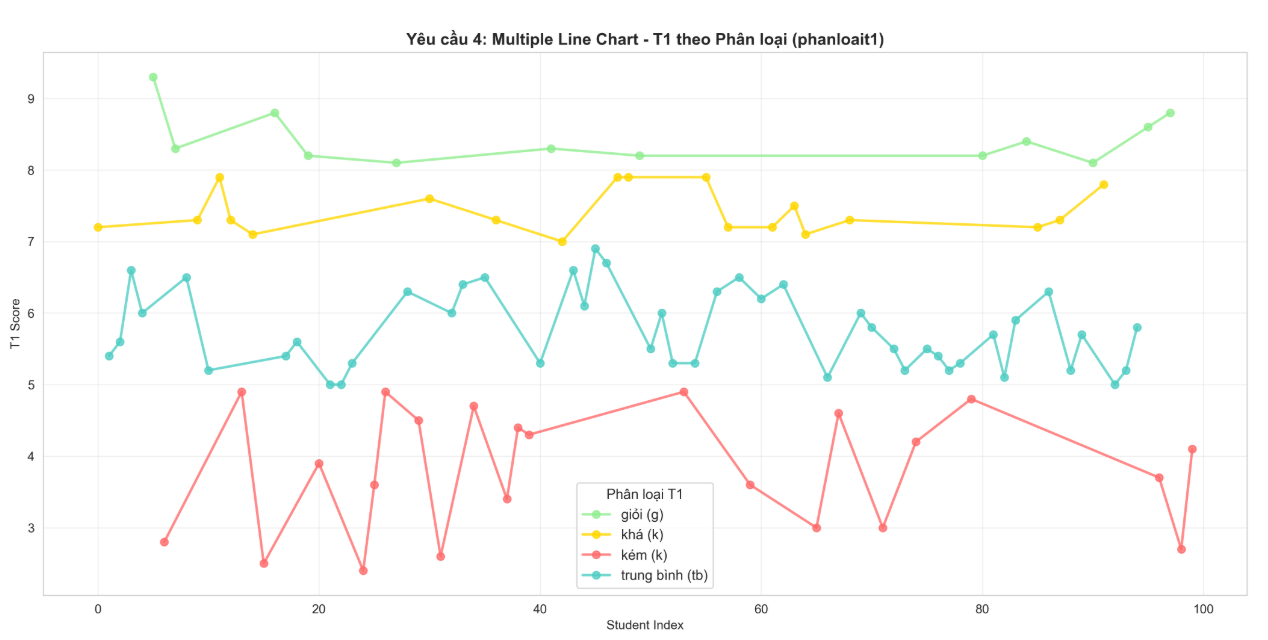 Yêu cầu 4: Multiple Line Chart - T1 theo Phân loại (phanloait1)
T1 Score
9
8
7
6
5
4
3
Phân loại T1
giỏi (g)
khá (k)
kém (k)
trung bình (tb)
0 20 40 60 80 100
Student Index